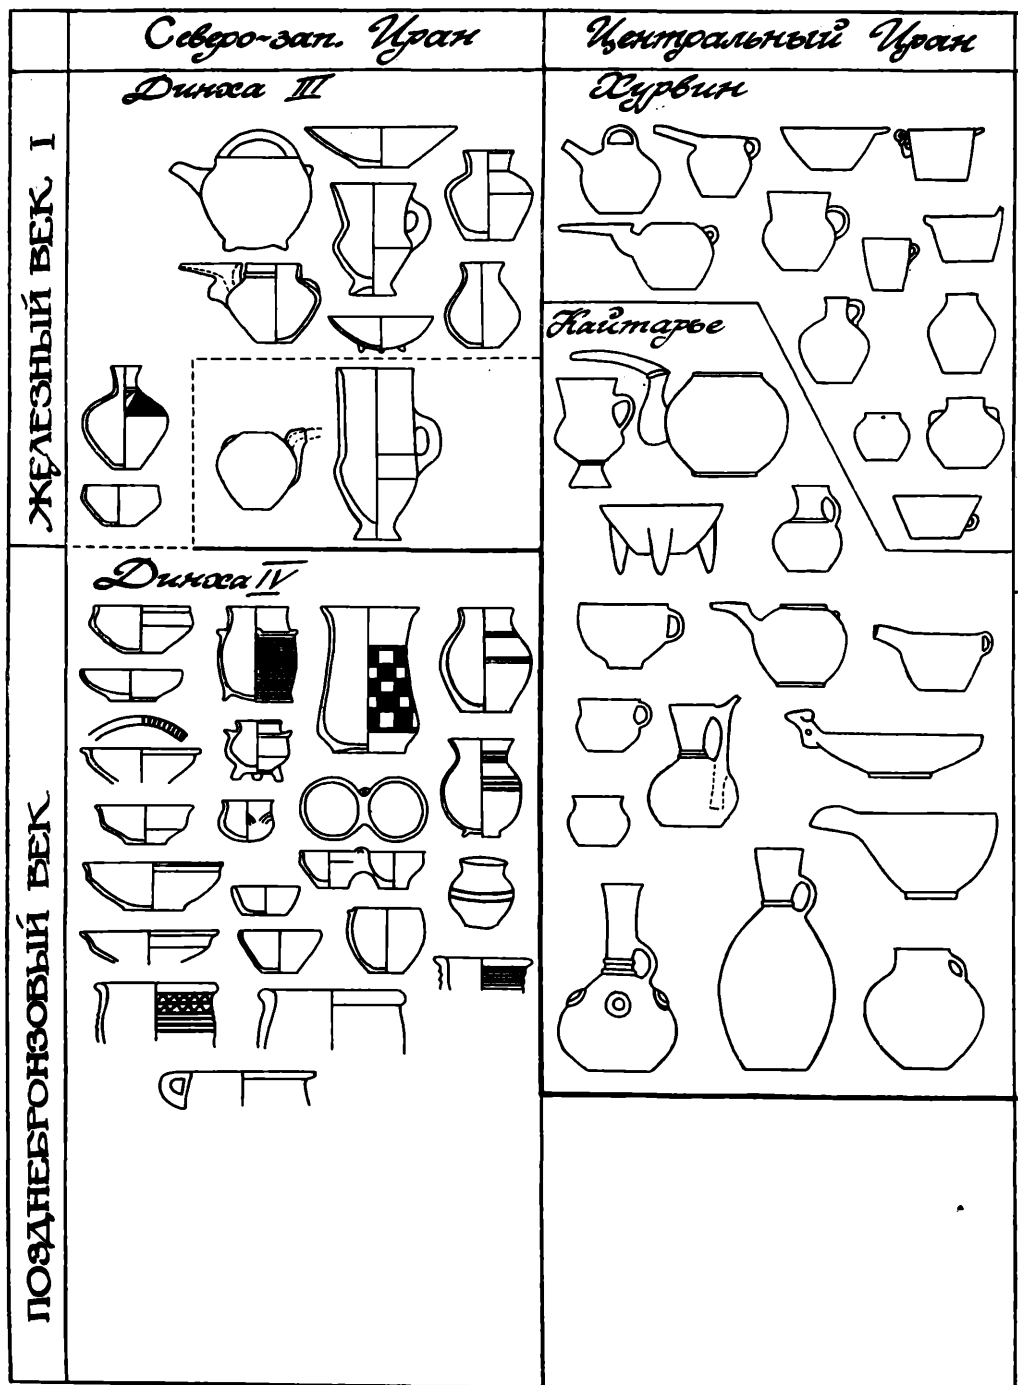 Северо-зап. Иран
Центральный Иран
ЖЕЛЕЗНЫЙ ВЕК I
Динха III
Хурвин
Кайтарье
ПОЗДНЕБРОНЗОВЫЙ ВЕК
Динха IV